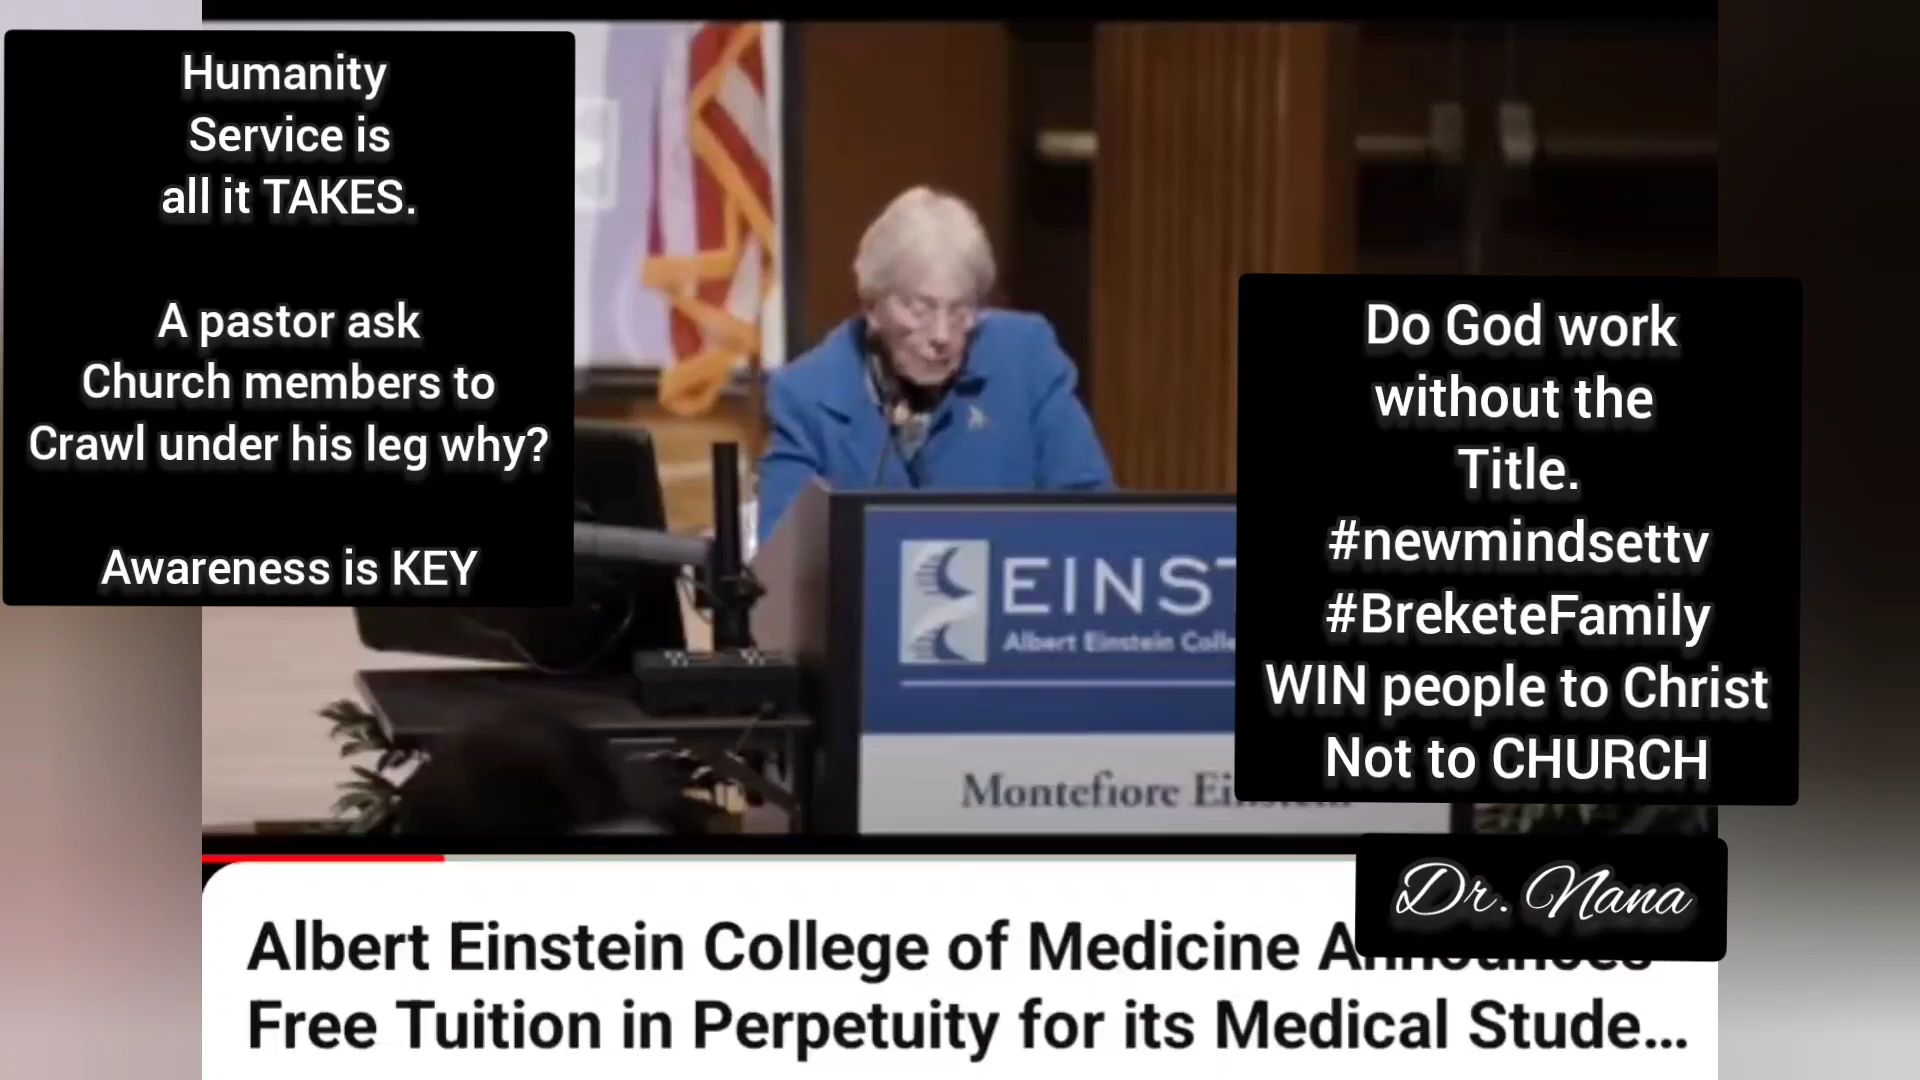 Humanity
Service is
all it TAKES.
A pastor ask
Church members to
Crawl under his leg why?
Awareness is KEY
Do God work
without the
Title.
#newmindsettv
#BreketeFamily
WIN people to Christ
Not to CHURCH
EINST
Albert Einstein Colle
Montefiore Einstein
Dr. Nana
Albert Einstein College of Medicine Announces
Free Tuition in Perpetuity for its Medical Stude...